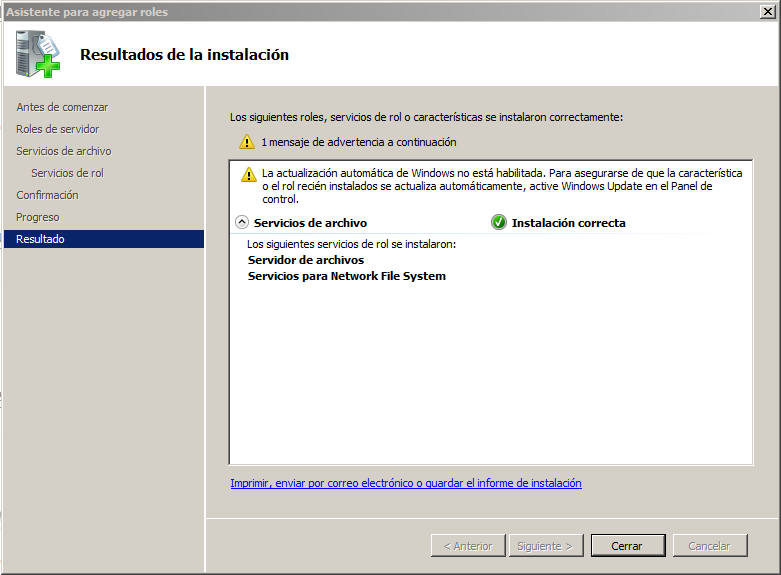 Asistente para agregar roles
Resultados de la instalación
Antes de comenzar
Roles de servidor
Servicios de archivo
Servicios de rol
Confirmación
Progreso
Resultado
Los siguientes roles, servicios de rol o características se instalaron correctamente:
1 mensaje de advertencia a continuación
La actualización automática de Windows no está habilitada. Para asegurarse de que la característica
o el rol recién instalados se actualiza automáticamente, active Windows Update en el Panel de
control.
Servicios de archivo
Instalación correcta
Los siguientes servicios de rol se instalaron:
Servidor de archivos
Servicios para Network File System
Imprimir, enviar por correo electrónico o guardar el informe de instalación
< Anterior
Siguiente >
Cerrar
Cancelar